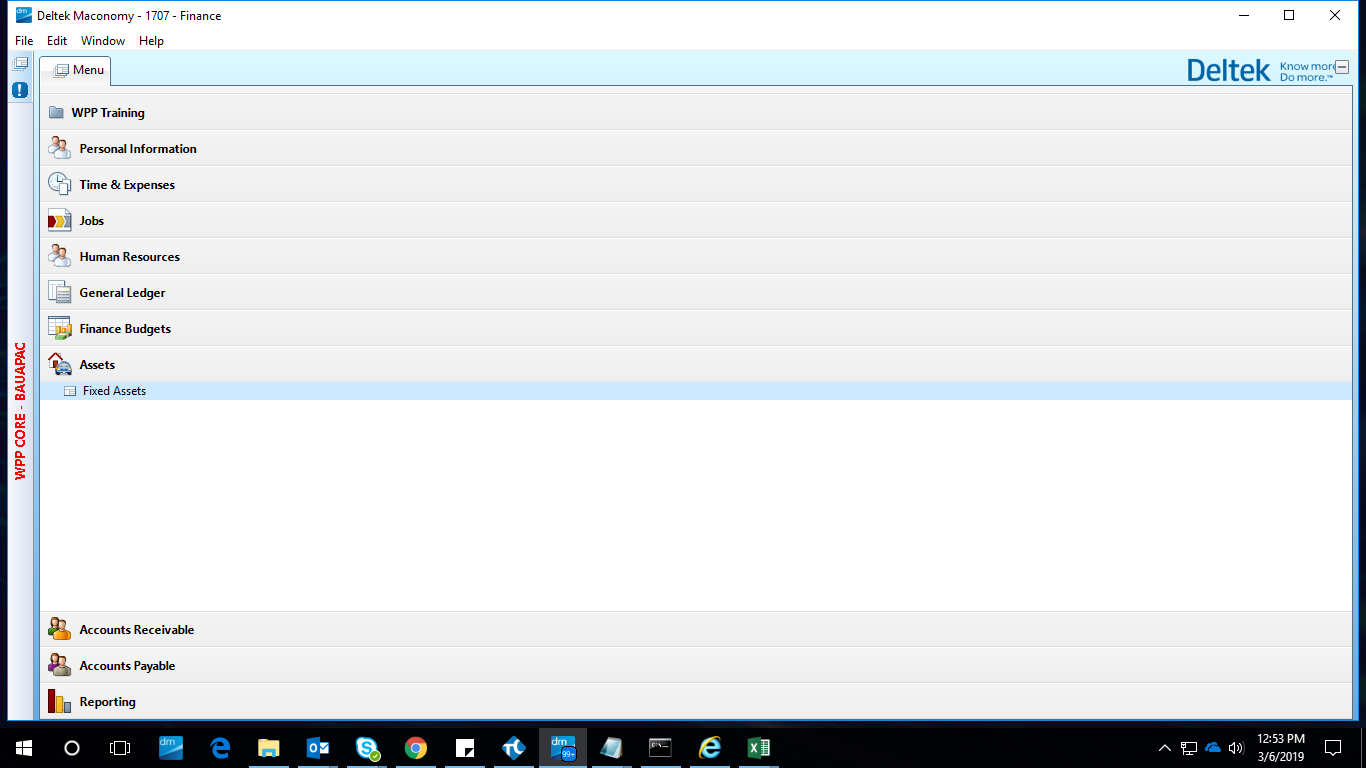 Deltek Maconomy - 1707 - Finance
File Edit Window Help
Menu
Deltek Know more
Do more.™
WPP Training
Personal Information
Time & Expenses
Jobs
Human Resources
General Ledger
Finance Budgets
Assets
Fixed Assets
WPP CORE - BAUAPAC
Accounts Receivable
Accounts Payable
Reporting
99+
12:53 PM
3/6/2019